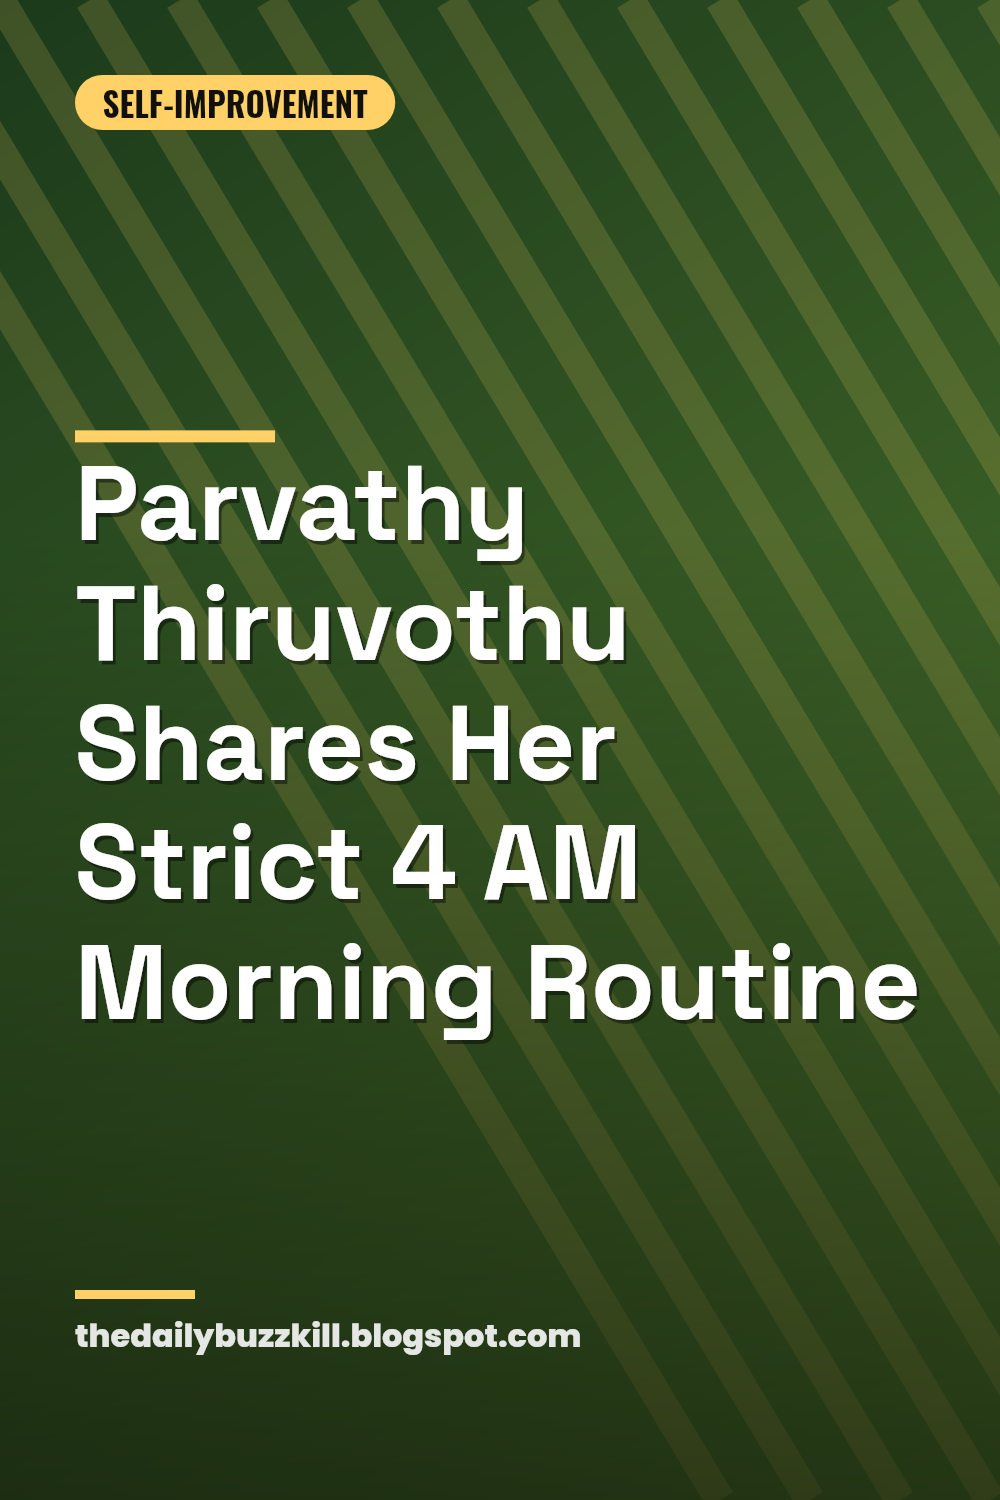 SELF-IMPROVEMENT
Parvathy
Thiruvothu
Shares Her
Strict 4 AM
Morning Routine
thedailybuzzkill.blogspot.com